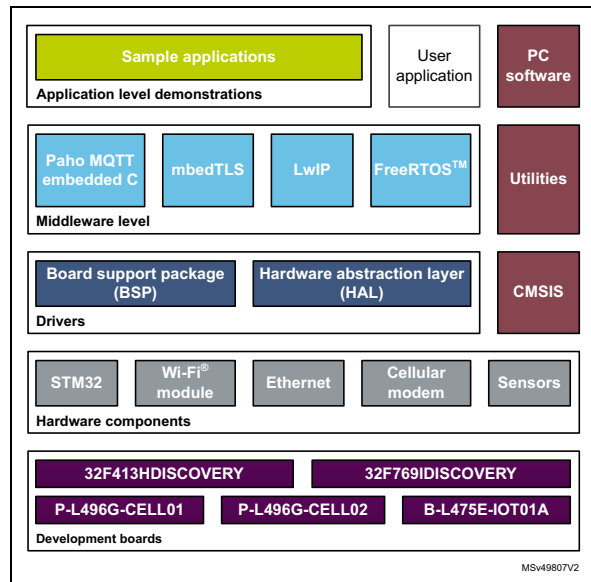 Sample applications
Application level demonstrations
User
application
PC
software
Paho MQTT
embedded C
mbedTLS
LwIP
FreeRTOS™
Middleware level
Utilities
Board support package
(BSP)
Hardware abstraction layer
(HAL)
Drivers
CMSIS
STM32
Wi-Fi®
module
Ethernet
Cellular
modem
Sensors
Hardware components
32F413HDISCOVERY
32F769IDISCOVERY
P-L496G-CELL01
P-L496G-CELL02
B-L475E-IOT01A
Development boards
MSv49807V2